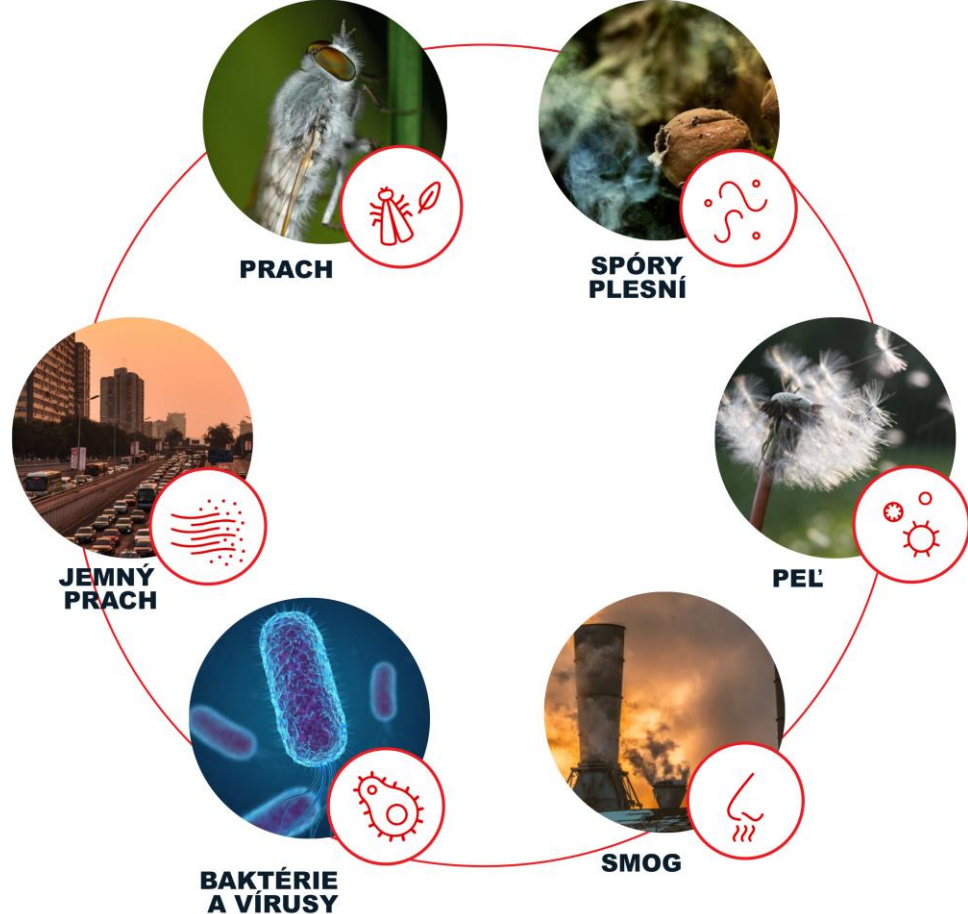 PRACH
SPÓRY
PLESNÍ
JEMNÝ
PRACH
PEĽ
BAKTÉRIE
A VÍRUSY
SMOG